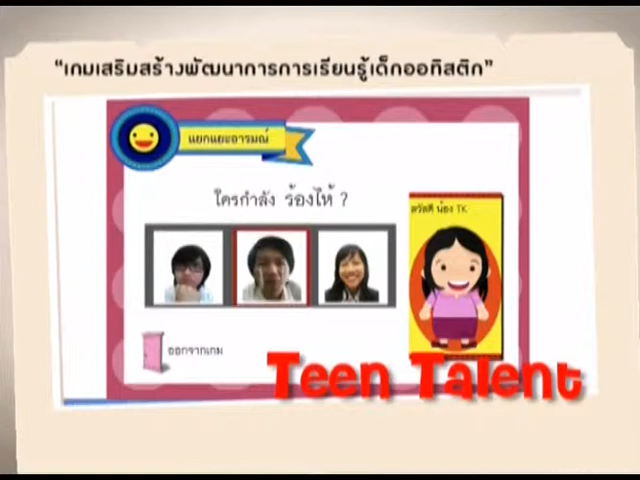 “เกมเสริมสร้างพัฒนาการการเรียนรู้เด็กออทิสติก”
แยกแยะอารมณ์
ใครกำลัง ร้องไห้ ?
สวัสดี น้อง TK
ออกจากเกม
Teen Talent